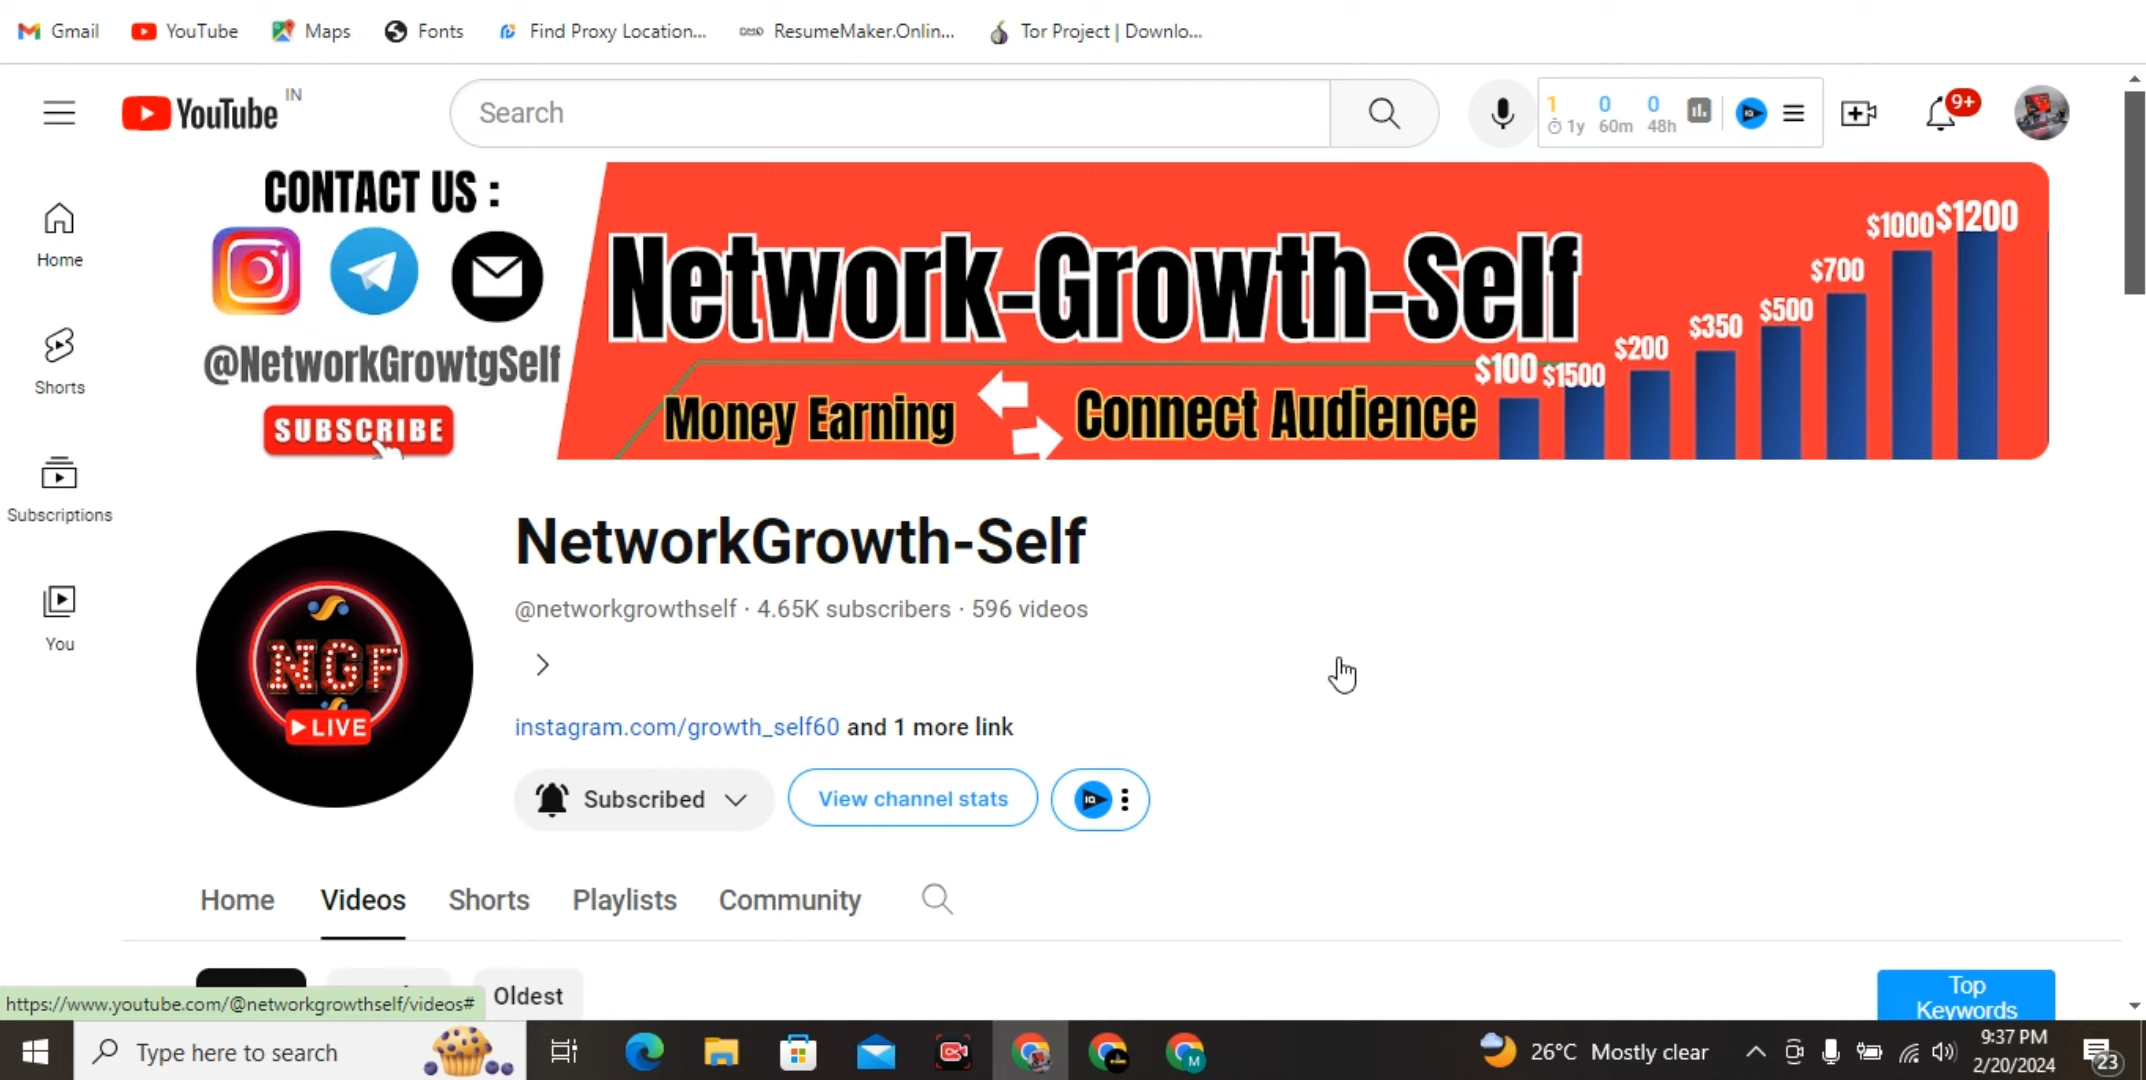 Gmail YouTube Maps Fonts Find Proxy Location... ResumeMaker.Onlin... Tor Project | Downlo...
YouTube IN
Search
1 0 0
1y 60m 48h
9+
Home
Shorts
Subscriptions
You
CONTACT US :
@NetworkGrowtgSelf
SUBSCRIBE
Network-Growth-Self
Money Earning
Connect Audience
$100 $1500 $200 $350 $500 $700 $1000 $1200
NGF
LIVE
NetworkGrowth-Self
@networkgrowthself · 4.65K subscribers · 596 videos
instagram.com/growth_self60 and 1 more link
Subscribed View channel stats IQ
Home Videos Shorts Playlists Community
Oldest
Top
Keywords
https://www.youtube.com/@networkgrowthself/videos#
Type here to search
M
26°C Mostly clear
9:37 PM
2/20/2024
23